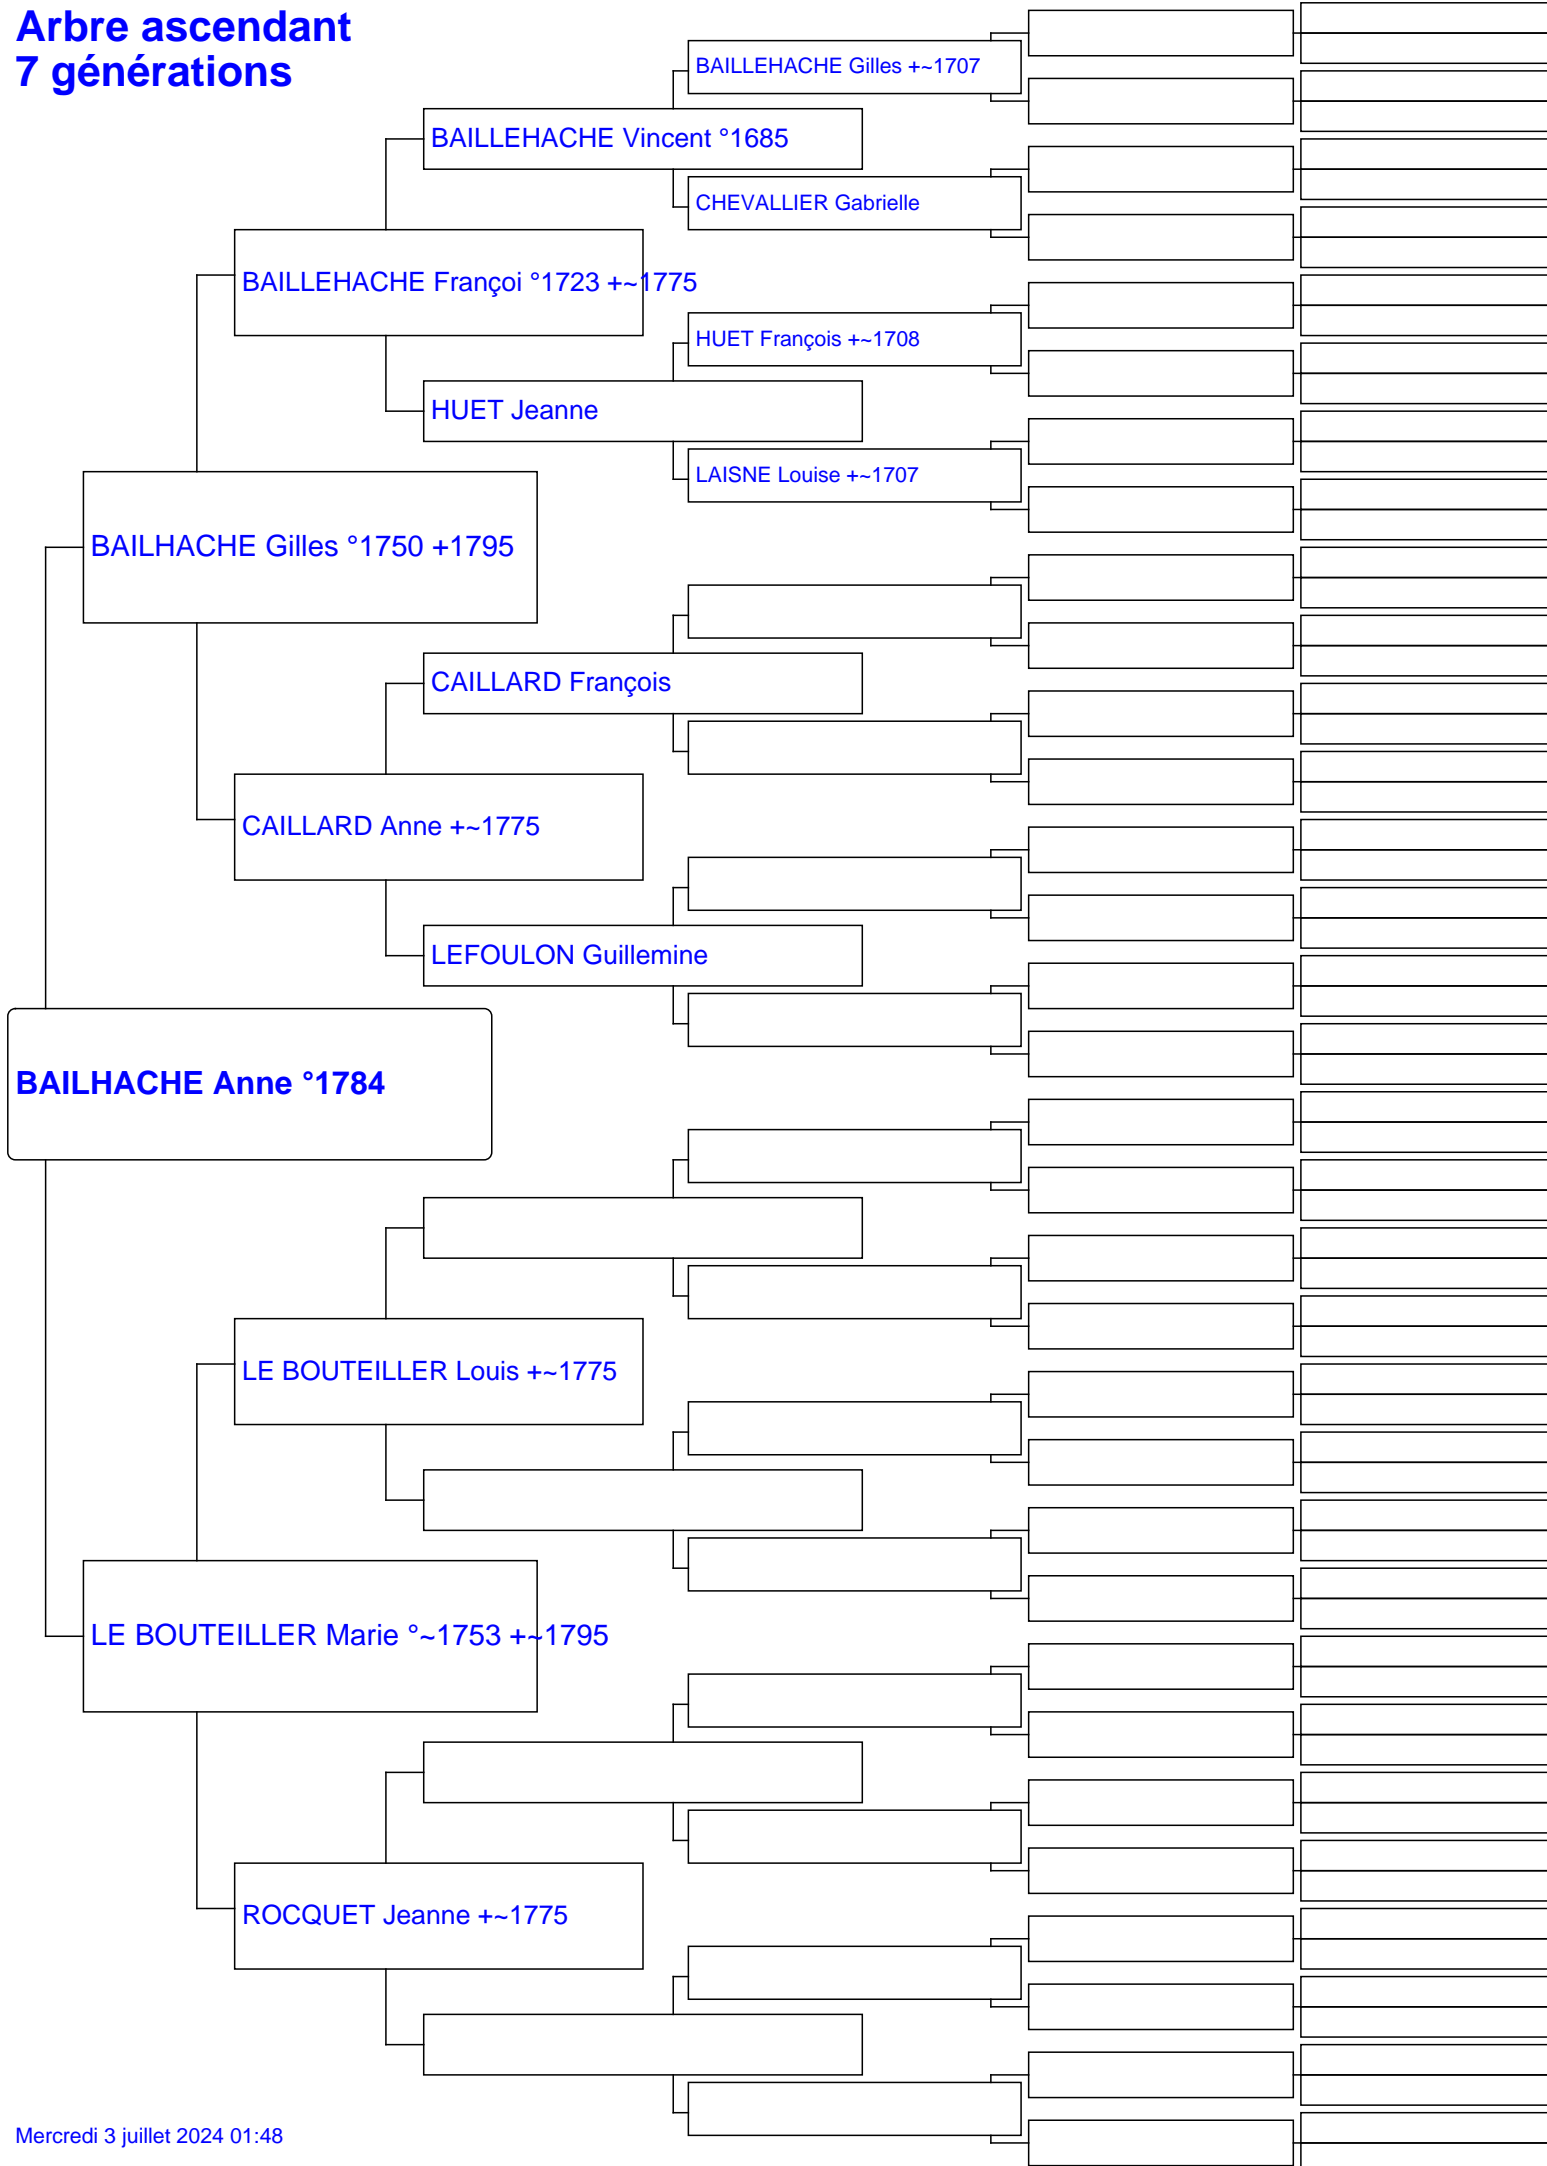 Arbre ascendant
7 générations
BAILLEHACHE Gilles +~1707
BAILLEHACHE Vincent °1685
CHEVALLIER Gabrielle
BAILLEHACHE Françoi °1723 +~1775
HUET François +~1708
HUET Jeanne
LAISNE Louise +~1707
BAILHACHE Gilles °1750 +1795
CAILLARD François
CAILLARD Anne +~1775
LEFOULON Guillemine
BAILHACHE Anne °1784
LE BOUTEILLER Louis +~1775
LE BOUTEILLER Marie °~1753 +~1795
ROCQUET Jeanne +~1775
Mercredi 3 juillet 2024 01:48